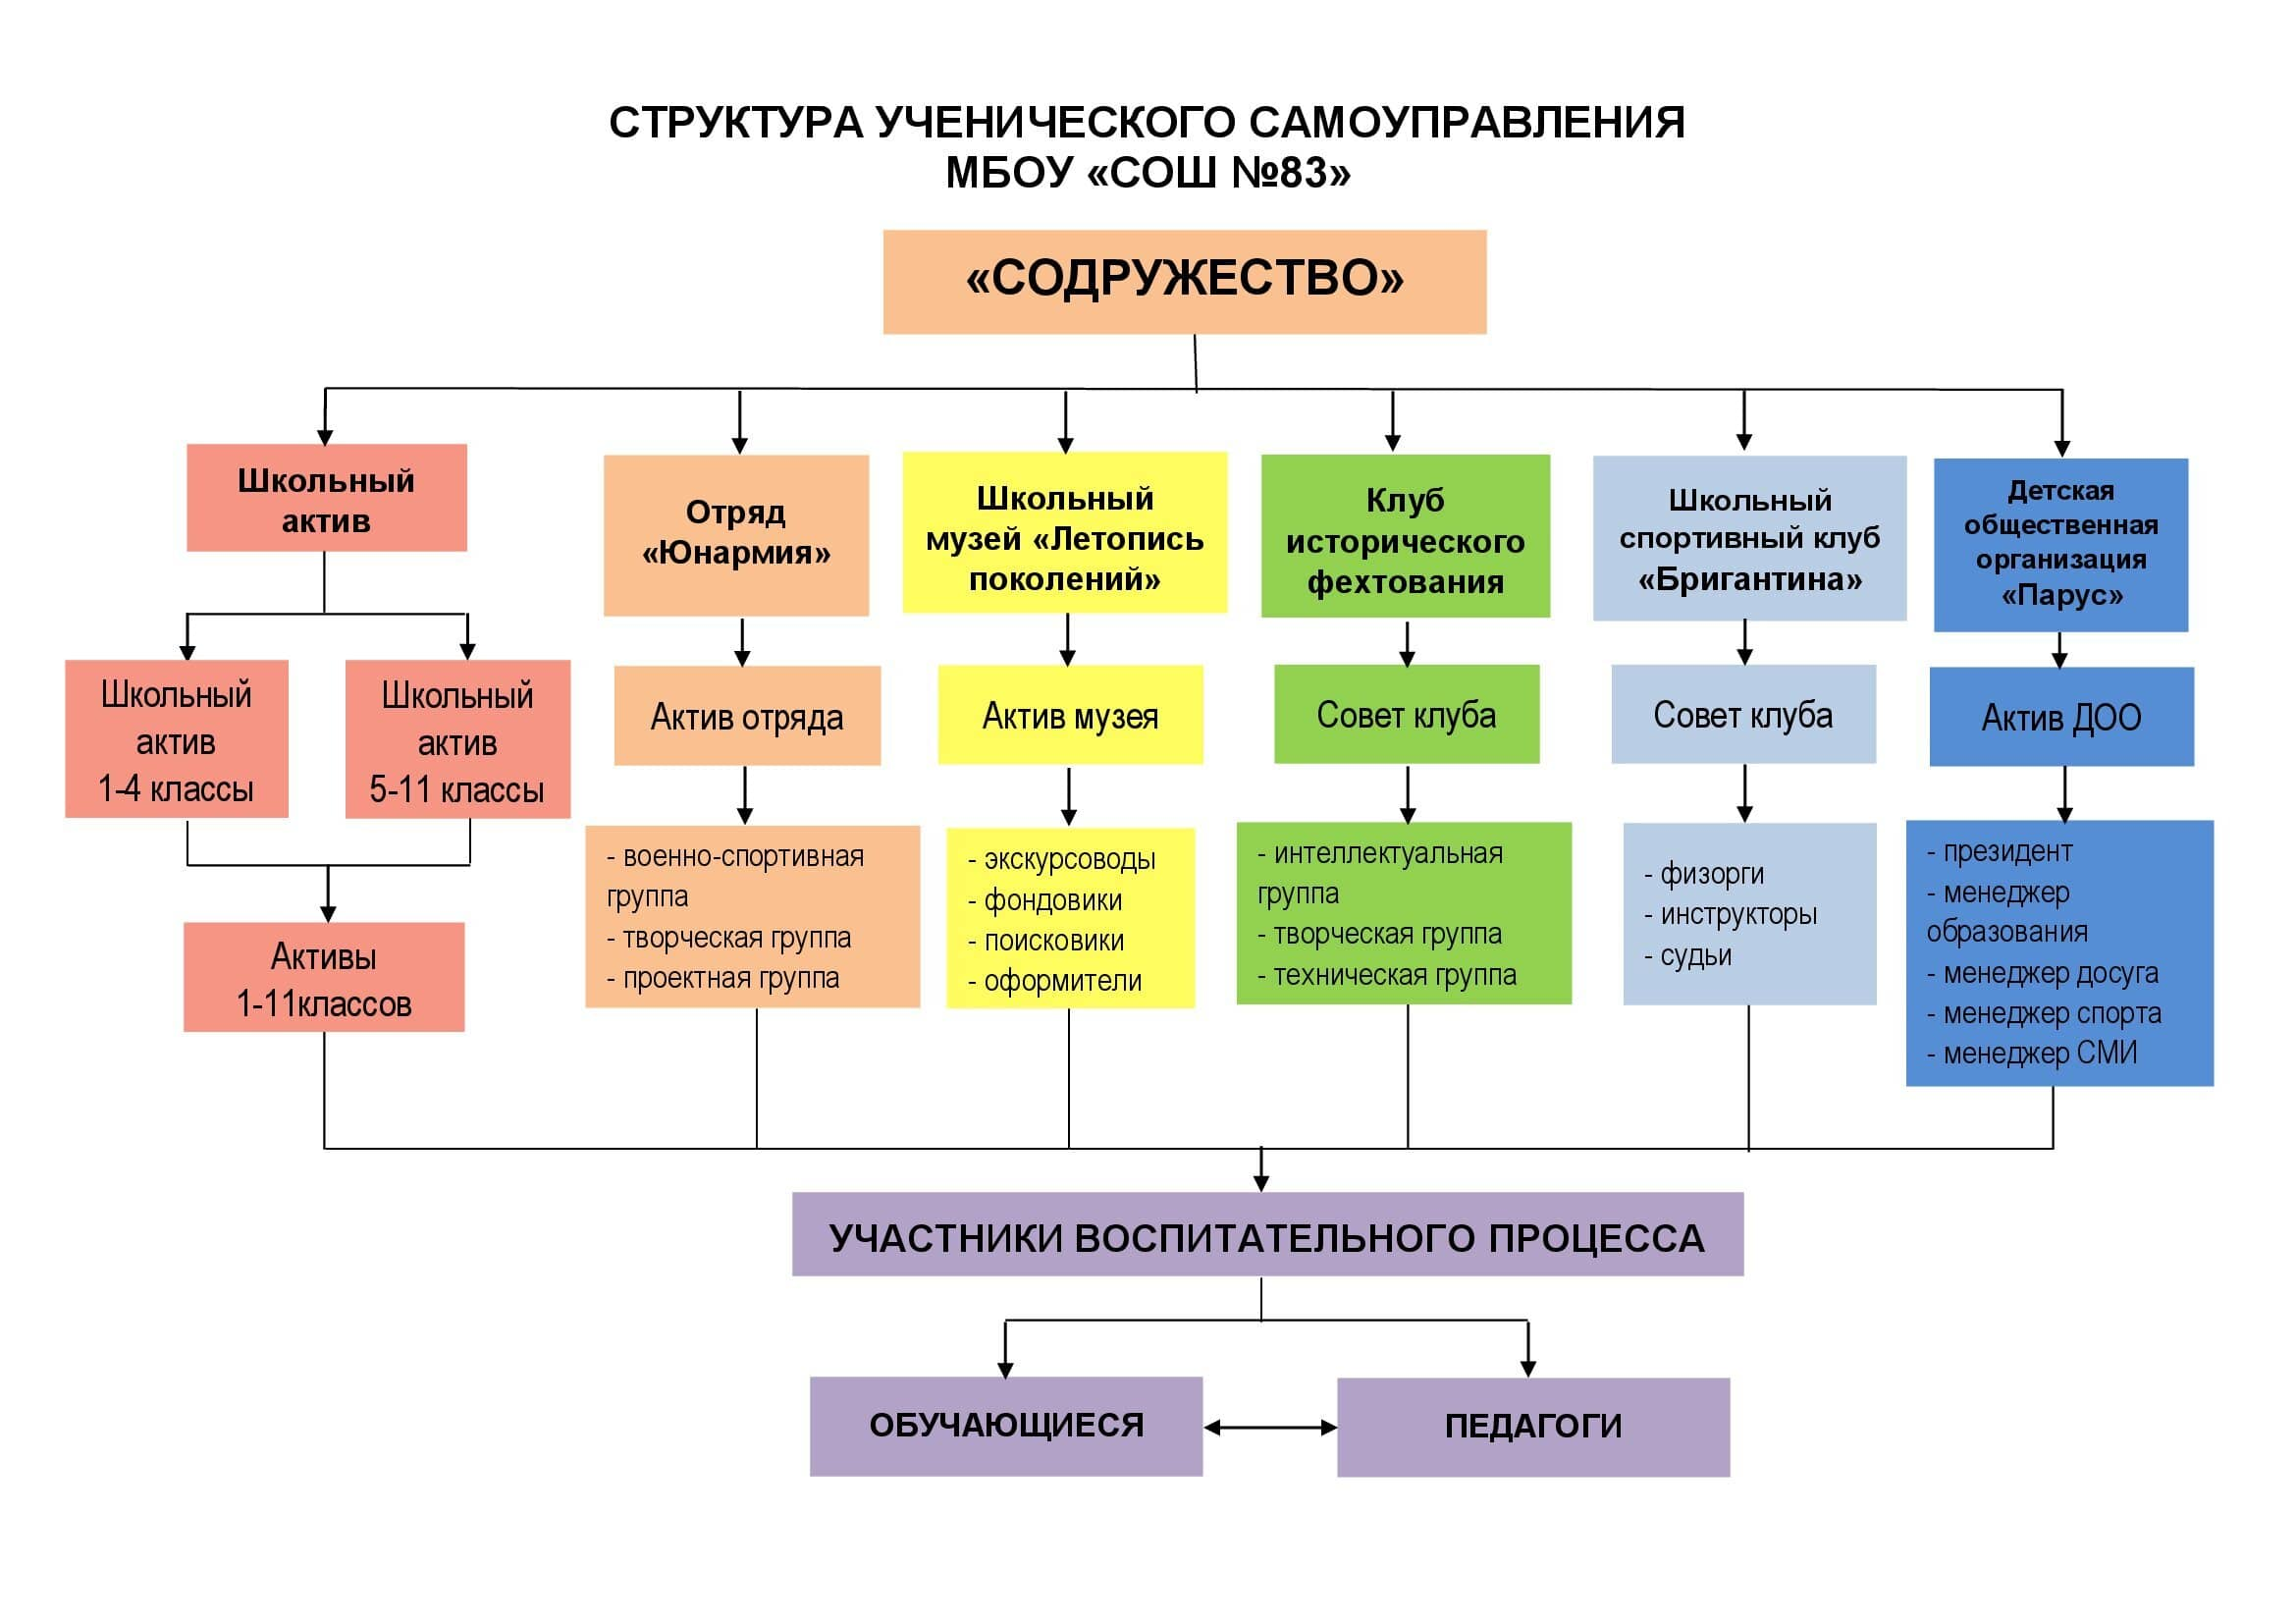 СТРУКТУРА УЧЕНИЧЕСКОГО САМОУПРАВЛЕНИЯ
МБОУ «СОШ №83»
«СОДРУЖЕСТВО»
Школьный
актив
Отряд
«Юнармия»
Школьный
музей «Летопись
поколений»
Клуб
исторического
фехтования
Школьный
спортивный клуб
«Бригантина»
Детская
общественная
организация
«Парус»
Школьный
актив
1-4 классы
Школьный
актив
5-11 классы
Актив отряда
Актив музея
Совет клуба
Совет клуба
Актив ДОО
Активы
1-11классов
- военно-спортивная
группа
- творческая группа
- проектная группа
- экскурсоводы
- фондовики
- поисковики
- оформители
- интеллектуальная
группа
- творческая группа
- техническая группа
- физорги
- инструкторы
- судьи
- президент
- менеджер
образования
- менеджер досуга
- менеджер спорта
- менеджер СМИ
УЧАСТНИКИ ВОСПИТАТЕЛЬНОГО ПРОЦЕССА
ОБУЧАЮЩИЕСЯ
ПЕДАГОГИ